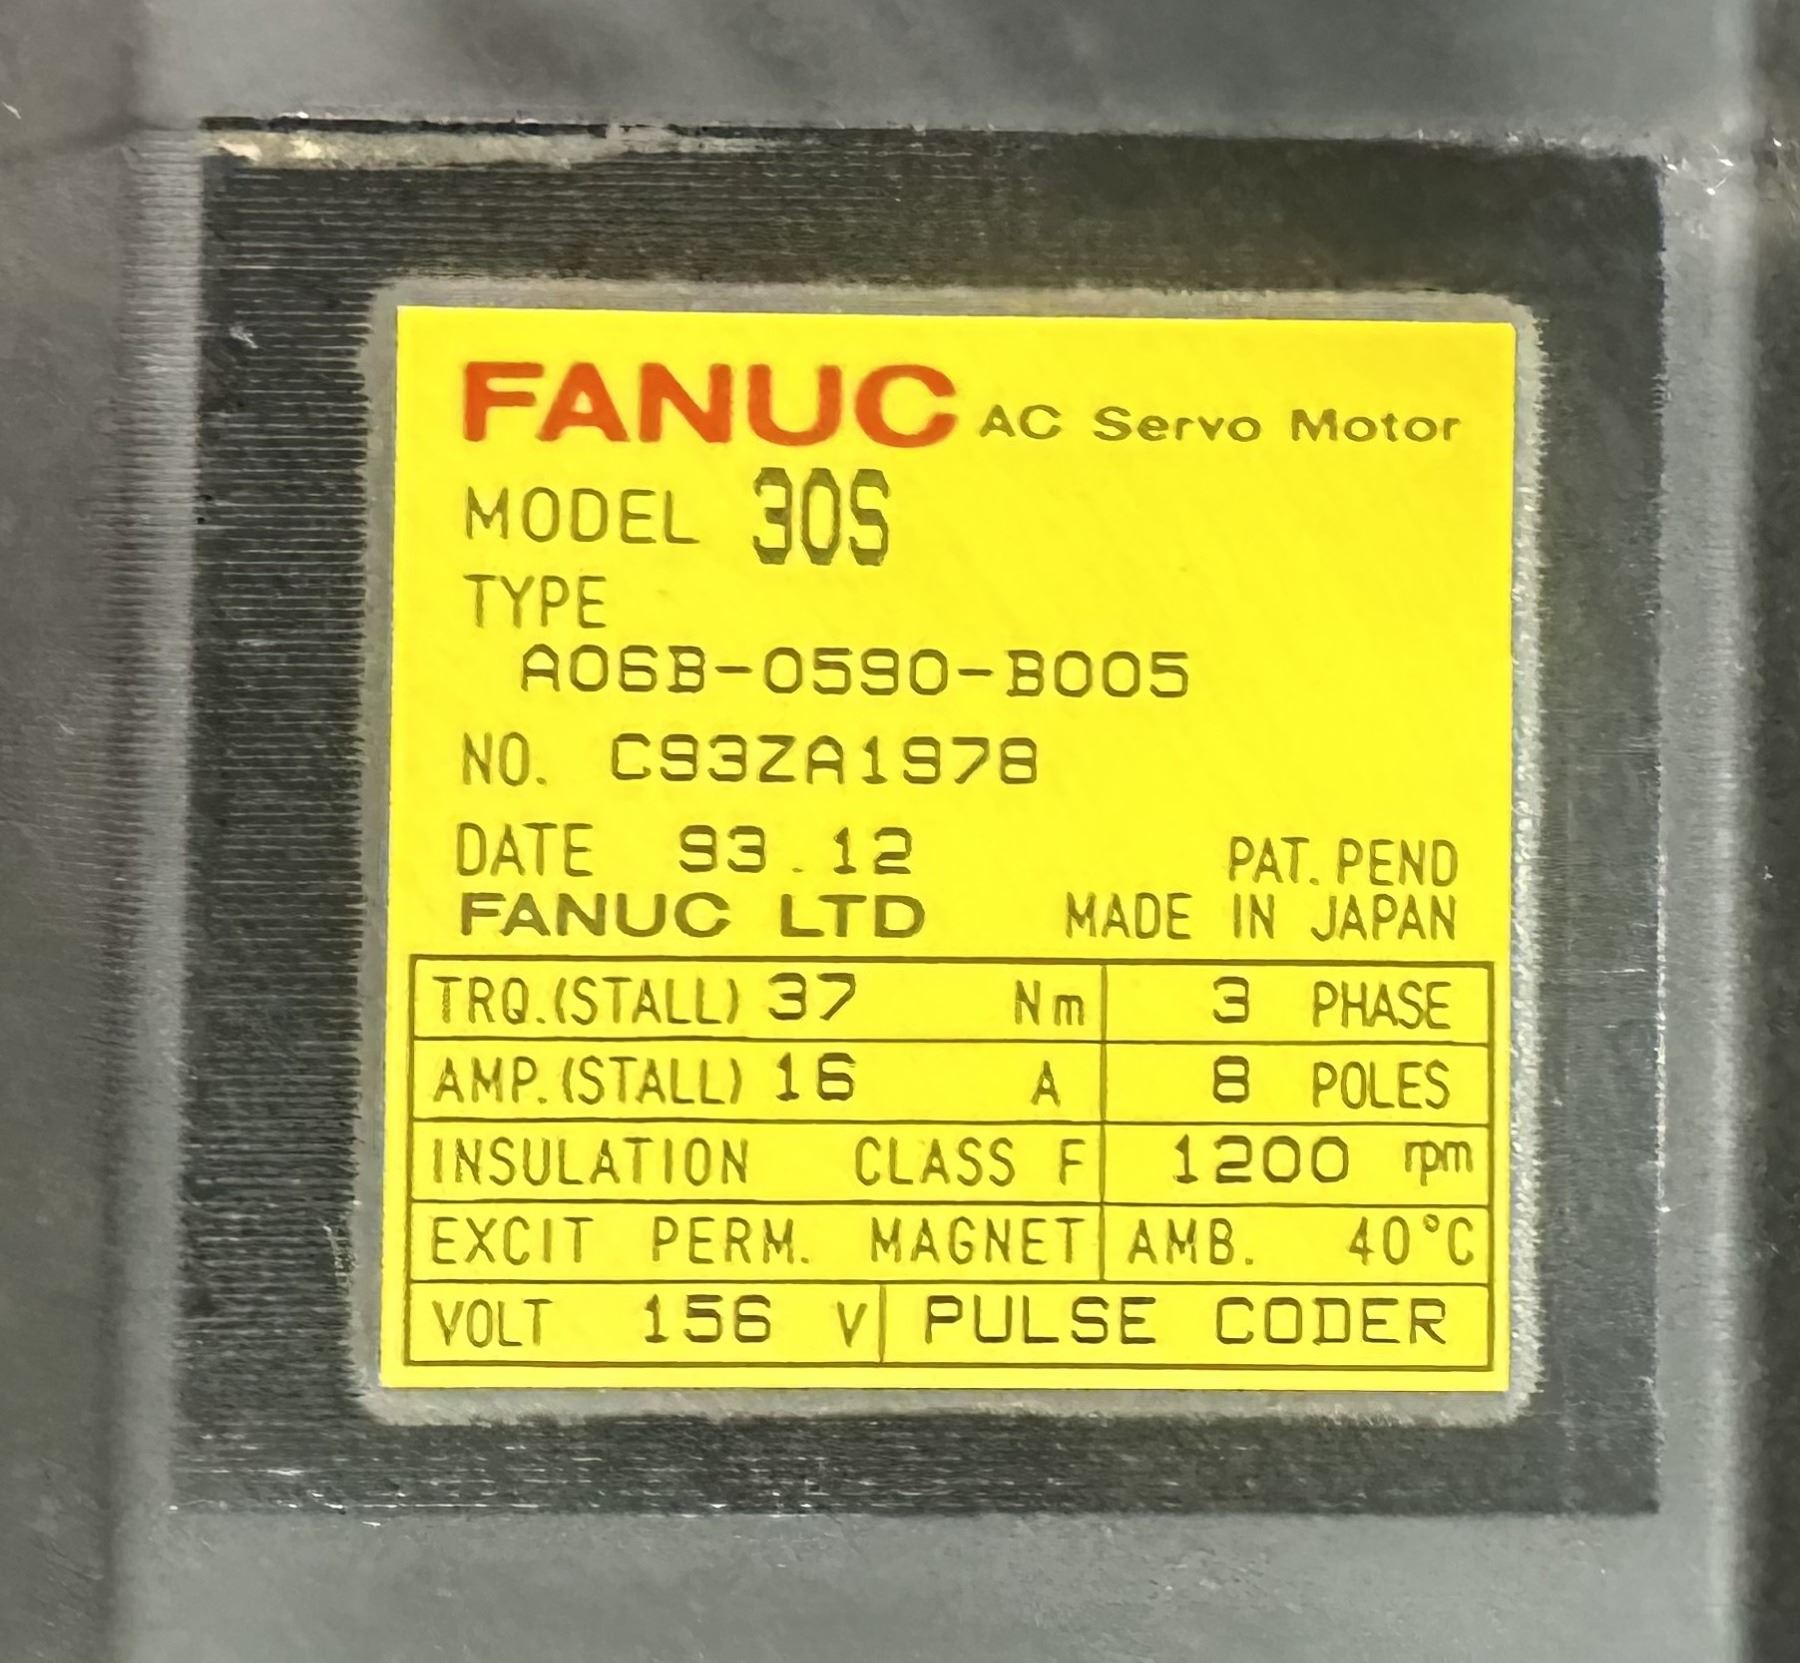 FANUC AC Servo Motor
MODEL 30S
TYPE
A06B-0590-B005
NO. C93ZA1978
DATE 93.12 PAT. PEND
FANUC LTD MADE IN JAPAN
TRQ.(STALL) 37 Nm 3 PHASE
AMP.(STALL) 16 A 8 POLES
INSULATION CLASS F 1200 rpm
EXCIT PERM. MAGNET AMB. 40°C
VOLT 156 V PULSE CODER